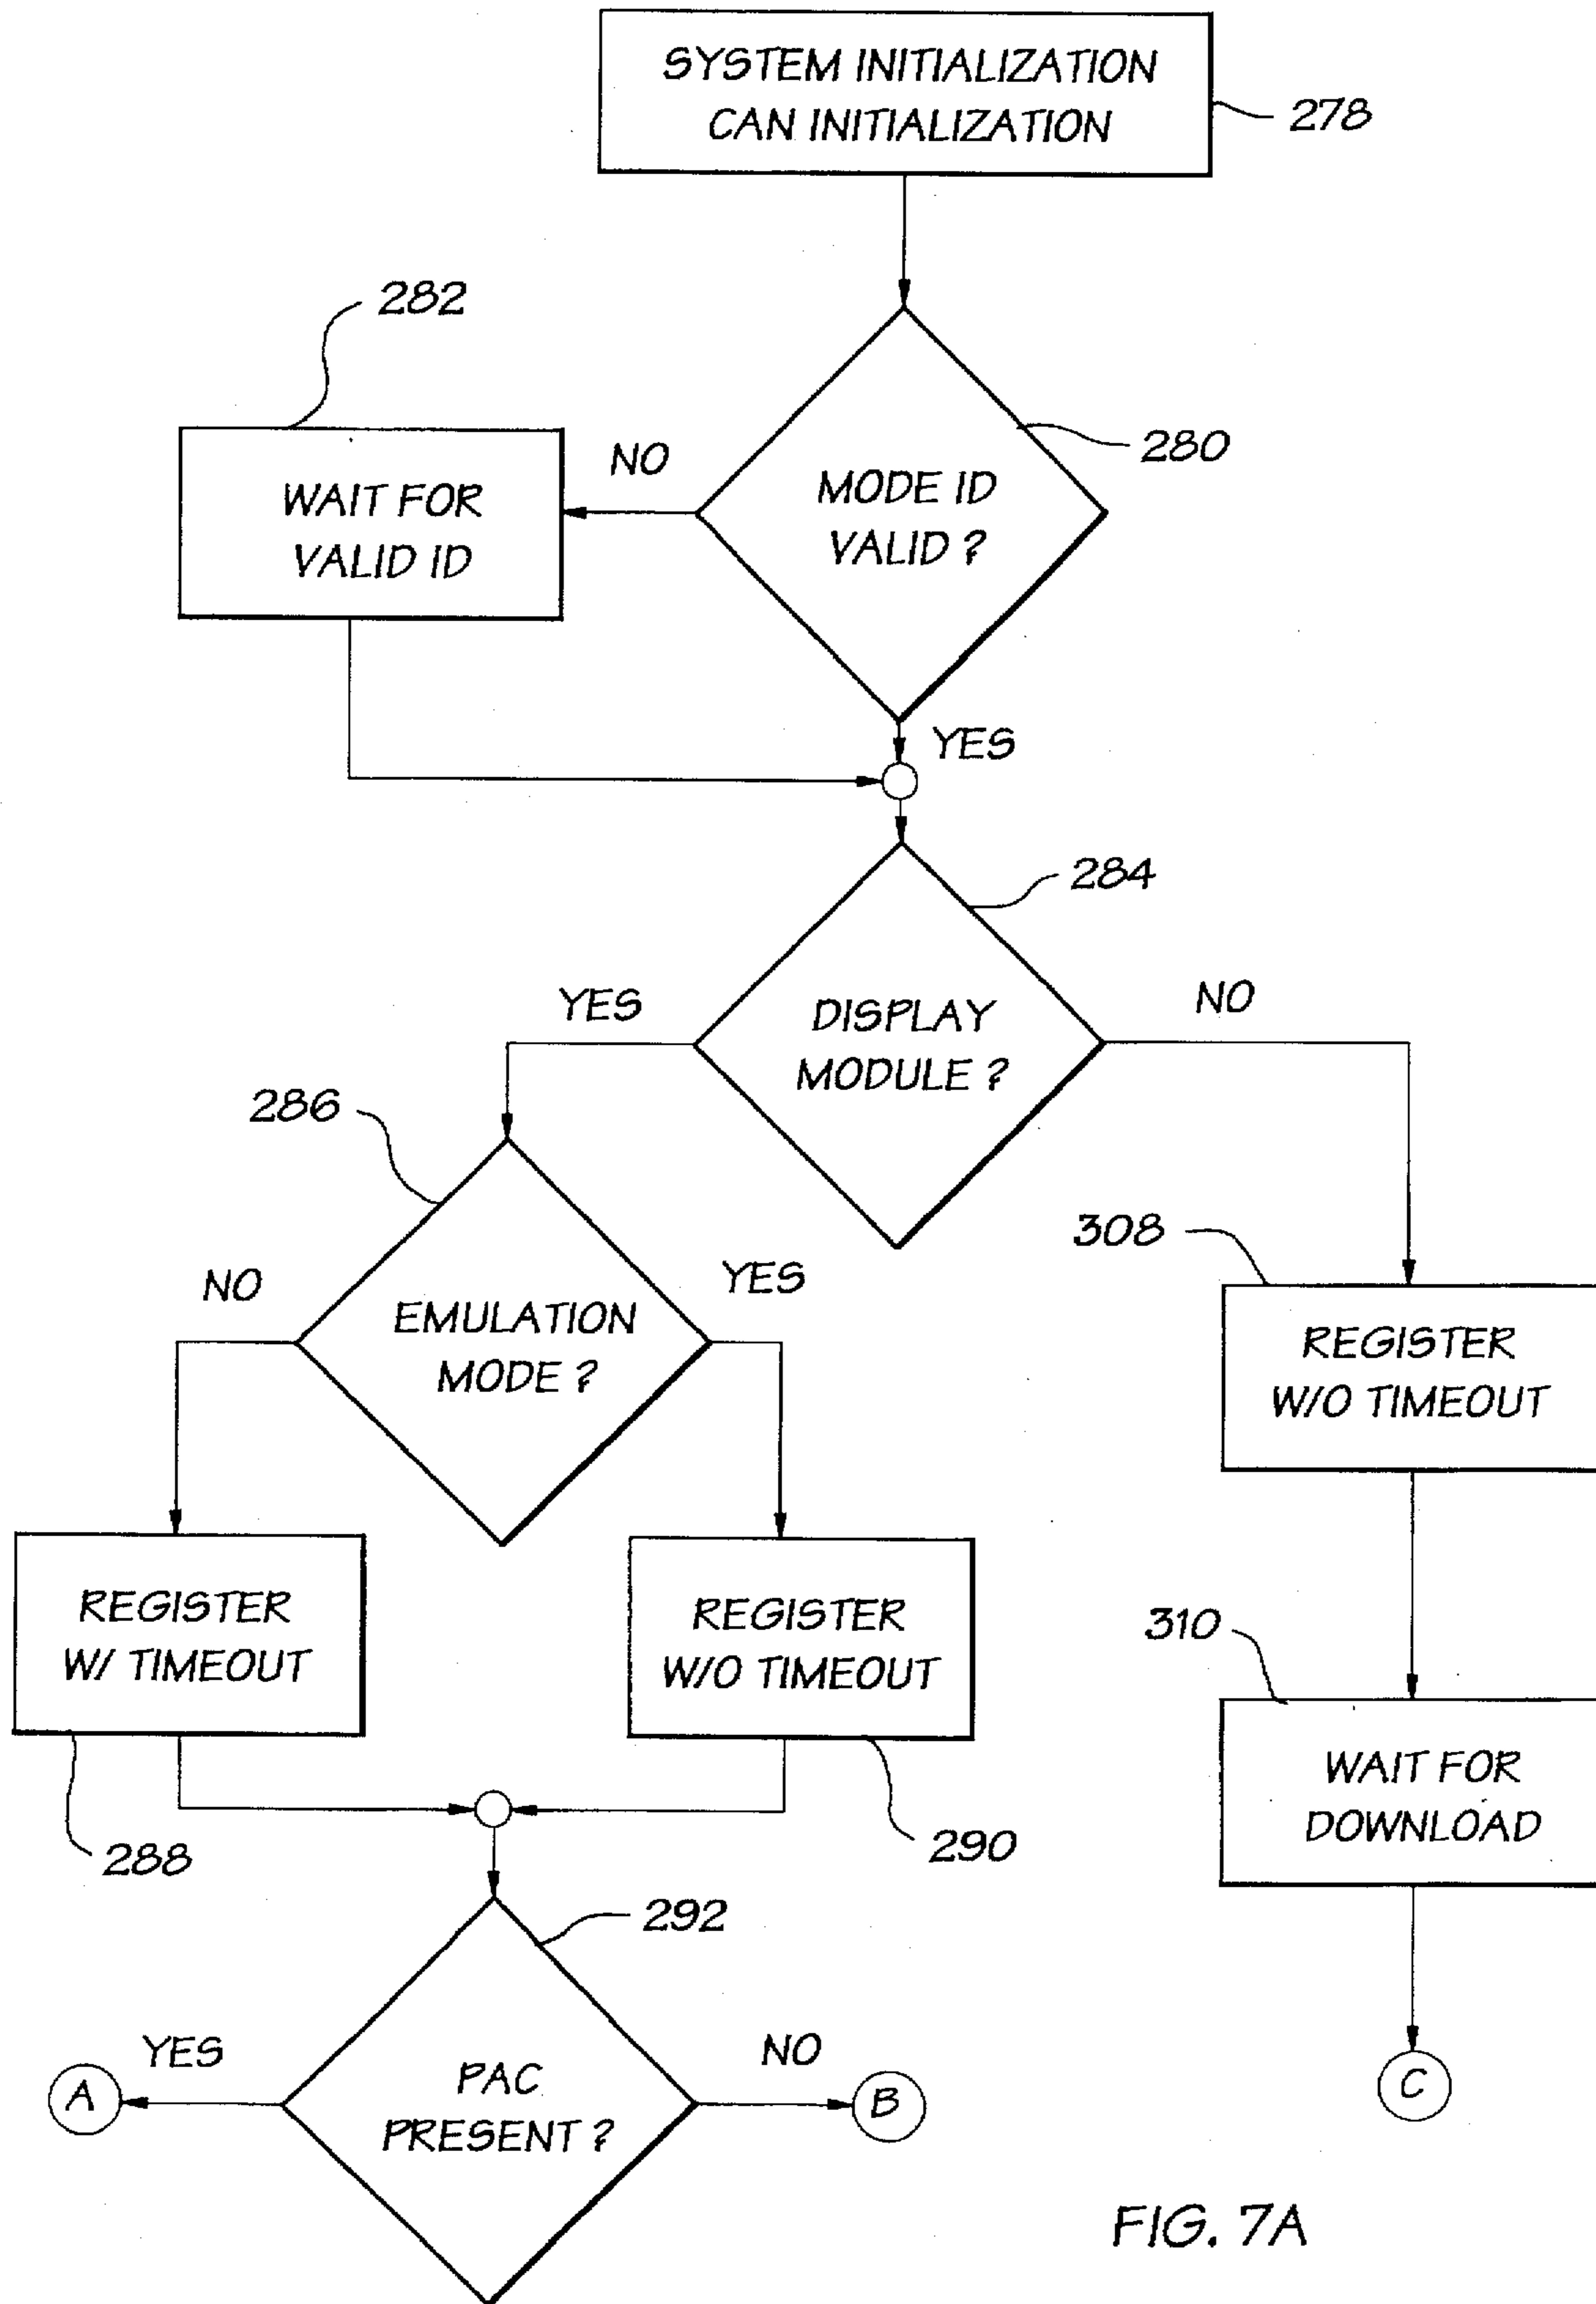 SYSTEM INITIALIZATION
CAN INITIALIZATION
278
282
280
NO
WAIT FOR
VALID ID
MODE ID
VALID ?
YES
284
YES
DISPLAY
MODULE ?
NO
286
308
NO
EMULATION
MODE ?
YES
REGISTER
W/O TIMEOUT
REGISTER
W/ TIMEOUT
REGISTER
W/O TIMEOUT
310
WAIT FOR
DOWNLOAD
288
290
292
YES
NO
A
PAC
PRESENT ?
B
C
FIG. 7A